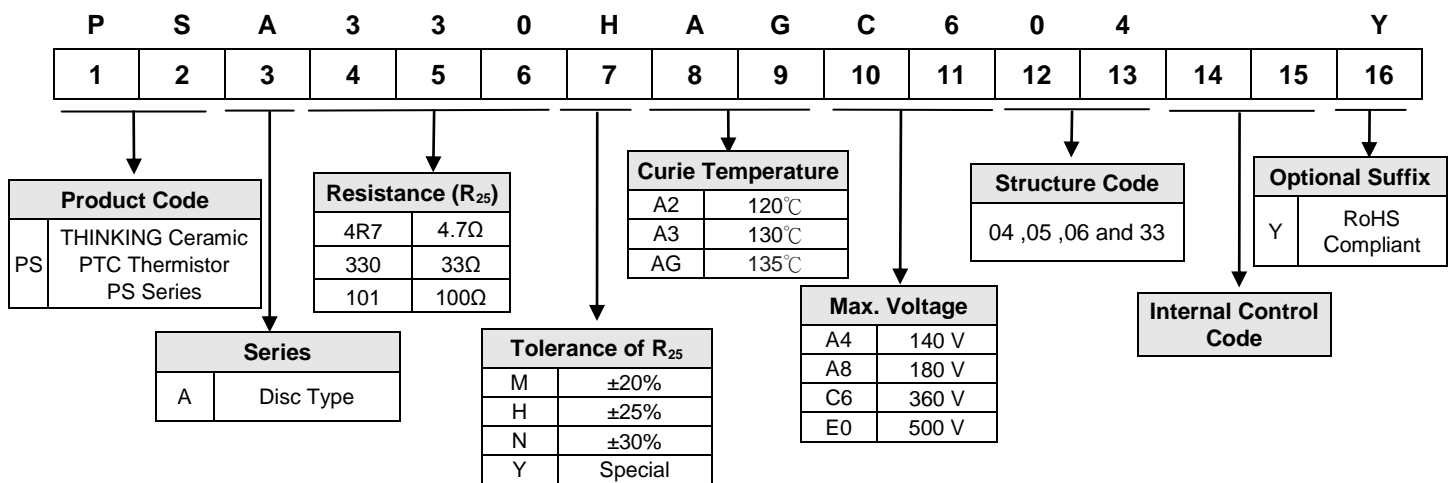 P S A 3 3 0 H A G C 6 0 4 Y
1 2 3 4 5 6 7 8 9 10 11 12 13 14 15 16
Product Code
PS THINKING Ceramic
PTC Thermistor
PS Series
Series
A Disc Type
Resistance (R₂₅)
4R7 4.7Ω
330 33Ω
101 100Ω
Tolerance of R₂₅
M ±20%
H ±25%
N ±30%
Y Special
Curie Temperature
A2 120℃
A3 130℃
AG 135℃
Max. Voltage
A4 140 V
A8 180 V
C6 360 V
E0 500 V
Structure Code
04 ,05 ,06 and 33
Internal Control
Code
Optional Suffix
Y RoHS
Compliant